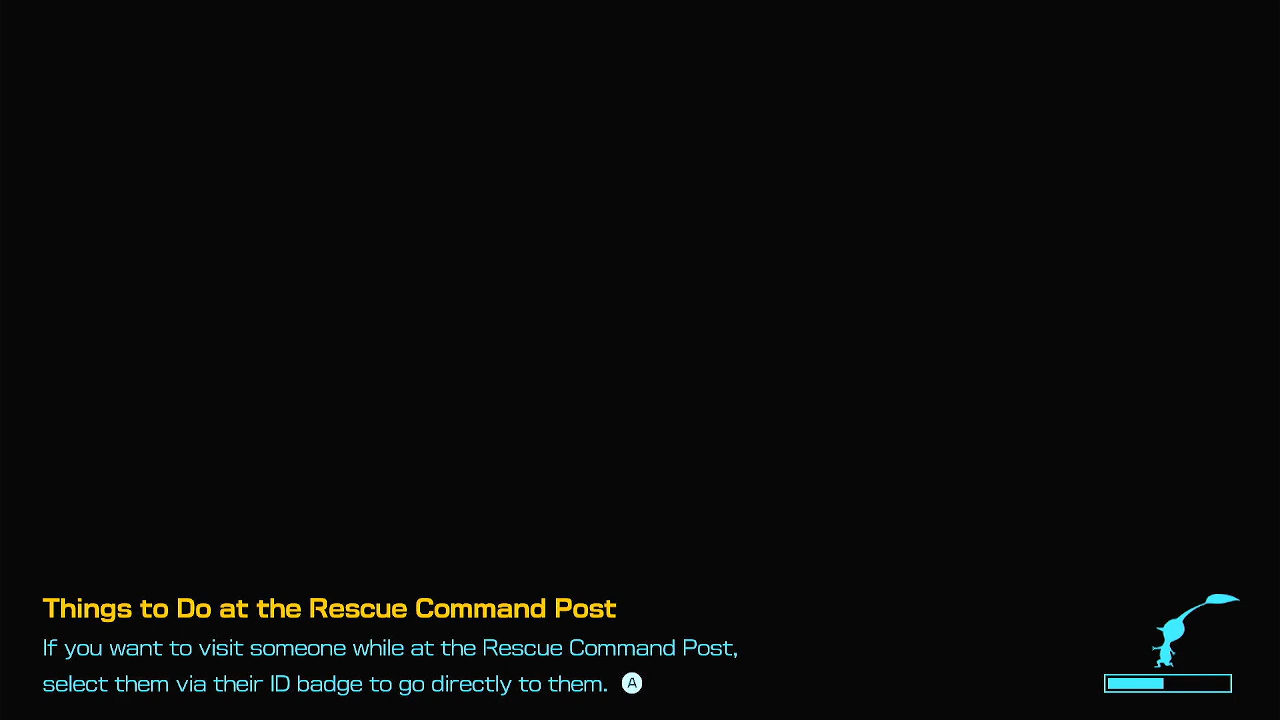 Things to Do at the Rescue Command Post
If you want to visit someone while at the Rescue Command Post,
select them via their ID badge to go directly to them. A